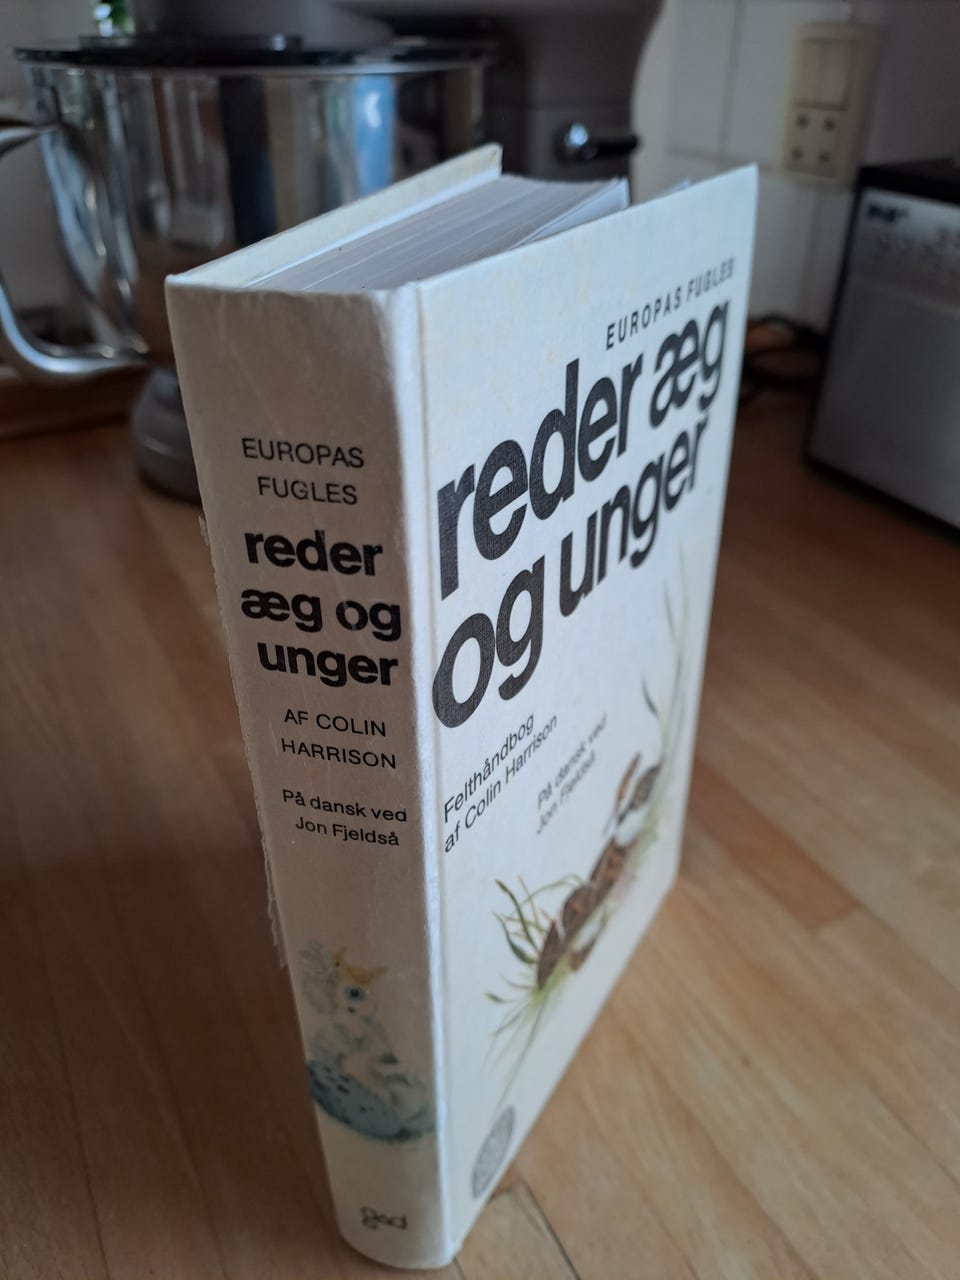 EUROPAS
FUGLES
reder
æg og
unger
AF COLIN
HARRISON
På dansk ved
Jon Fjeldså
gad
EUROPAS FUGLES
reder æg
og unger
Felthåndbog
af Colin Harrison
På dansk ved
Jon Fjeldså